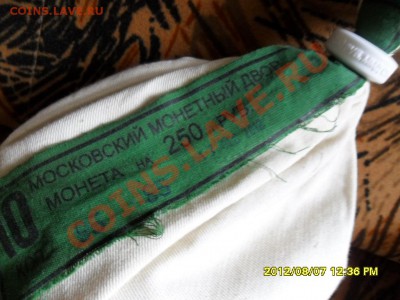 COINS.LAVE.RU
МОСКОВСКИЙ МОНЕТНЫЙ ДВОР
10
МОНЕТА НА 250 РУБ
COINS.LAVE.RU
2012/08/07 12:36 PM